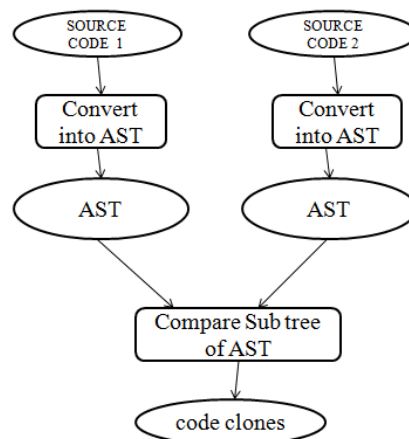 SOURCE
CODE 1
SOURCE
CODE 2
Convert
into AST
Convert
into AST
AST
AST
Compare Sub tree
of AST
code clones